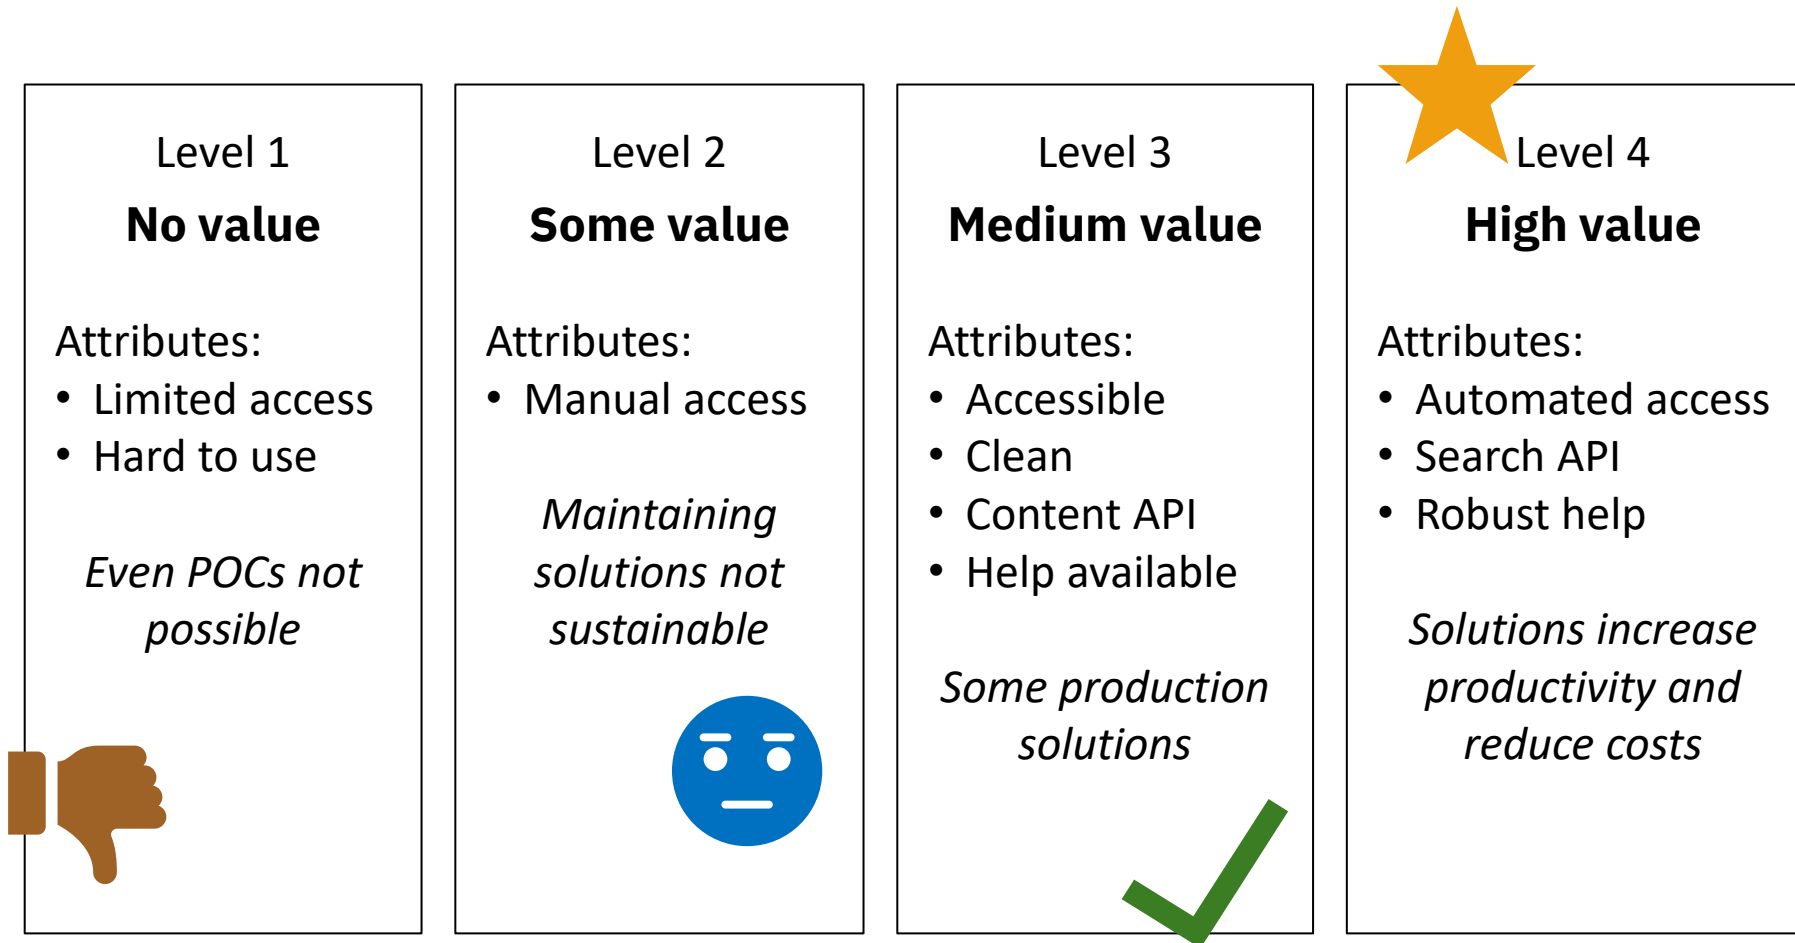 Level 1
No value
Attributes:
• Limited access
• Hard to use
Even POCs not
possible
Level 2
Some value
Attributes:
• Manual access
Maintaining
solutions not
sustainable
Level 3
Medium value
Attributes:
• Accessible
• Clean
• Content API
• Help available
Some production
solutions
Level 4
High value
Attributes:
• Automated access
• Search API
• Robust help
Solutions increase
productivity and
reduce costs